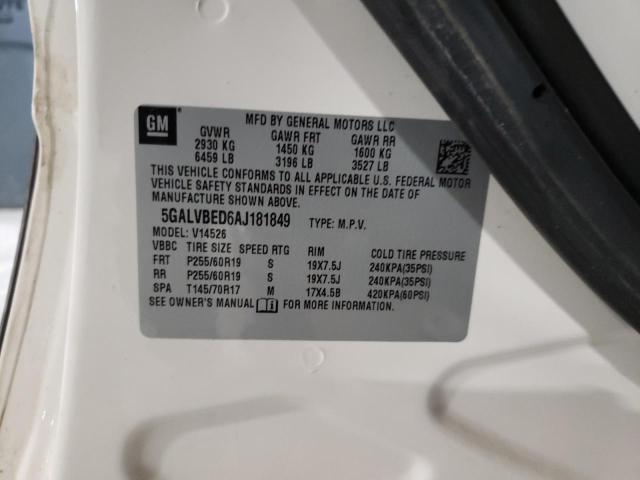 GM
MFD BY GENERAL MOTORS LLC
GVWR GAWR FRT GAWR RR
2930 KG 1450 KG 1600 KG
6459 LB 3196 LB 3527 LB
THIS VEHICLE CONFORMS TO ALL APPLICABLE U.S. FEDERAL MOTOR
VEHICLE SAFETY STANDARDS IN EFFECT ON THE DATE OF
MANUFACTURE SHOWN ABOVE.
5GALVBED6AJ181849 TYPE: M.P.V.
MODEL: V14526
VBBC TIRE SIZE SPEED RTG RIM COLD TIRE PRESSURE
FRT P255/60R19 S 19X7.5J 240KPA(35PSI)
RR P255/60R19 S 19X7.5J 240KPA(35PSI)
SPA T145/70R17 M 17X4.5B 420KPA(60PSI)
SEE OWNER'S MANUAL FOR MORE INFORMATION.